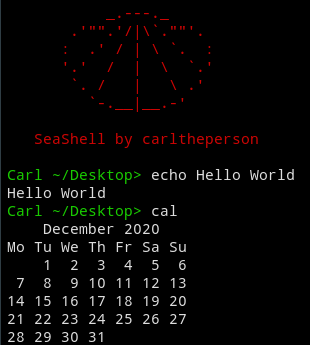 SeaShell by carltheperson
Carl ~/Desktop> echo Hello World
Hello World
Carl ~/Desktop> cal
December 2020
Mo Tu We Th Fr Sa Su
1 2 3 4 5 6
7 8 9 10 11 12 13
14 15 16 17 18 19 20
21 22 23 24 25 26 27
28 29 30 31